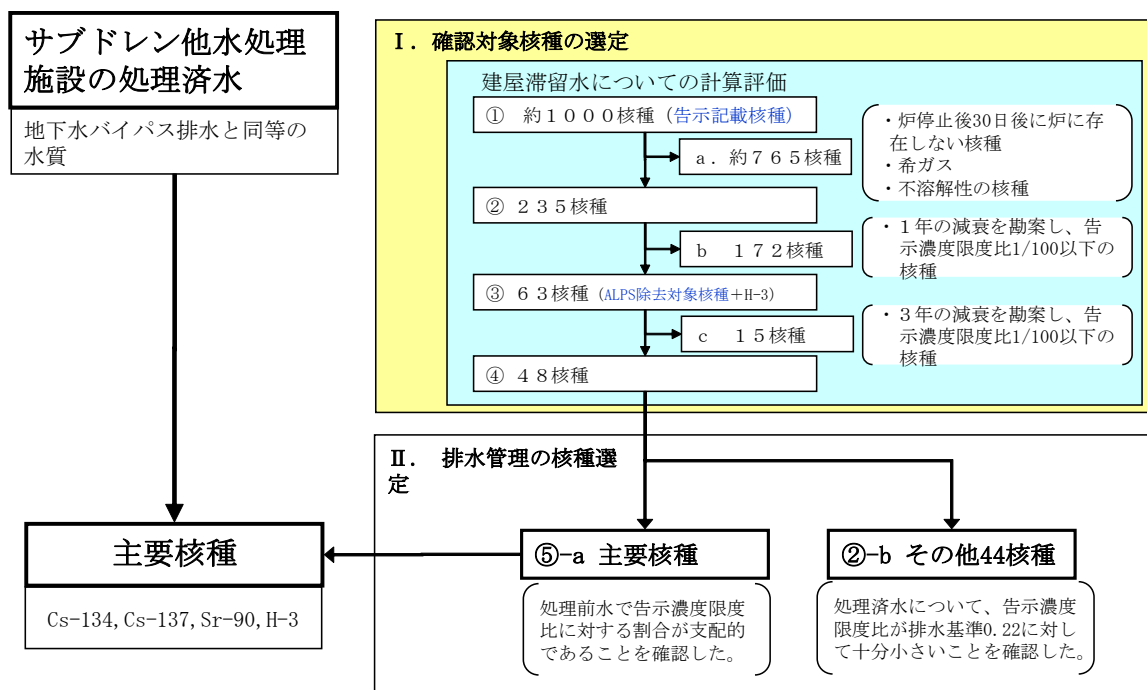 サブドレン他水処理
施設の処理済水
地下水バイパス排水と同等の
水質
Ⅰ．確認対象核種の選定
建屋滞留水についての計算評価
① 約１０００核種（告示記載核種）
a．約７６５核種
・炉停止後30日後に炉に存
在しない核種
・希ガス
・不溶解性の核種
② ２３５核種
b １７２核種
・１年の減衰を勘案し、告
示濃度限度比1/100以下の
核種
③ ６３核種（ALPS除去対象核種＋H-3）
c １５核種
・３年の減衰を勘案し、告
示濃度限度比1/100以下の
核種
④ ４８核種
Ⅱ． 排水管理の核種選
定
主要核種
Cs-134,Cs-137,Sr-90,H-3
⑤-a 主要核種
処理前水で告示濃度限度
比に対する割合が支配的
であることを確認した。
②-b その他44核種
処理済水について、告示濃度
限度比が排水基準0.22に対し
て十分小さいことを確認した。